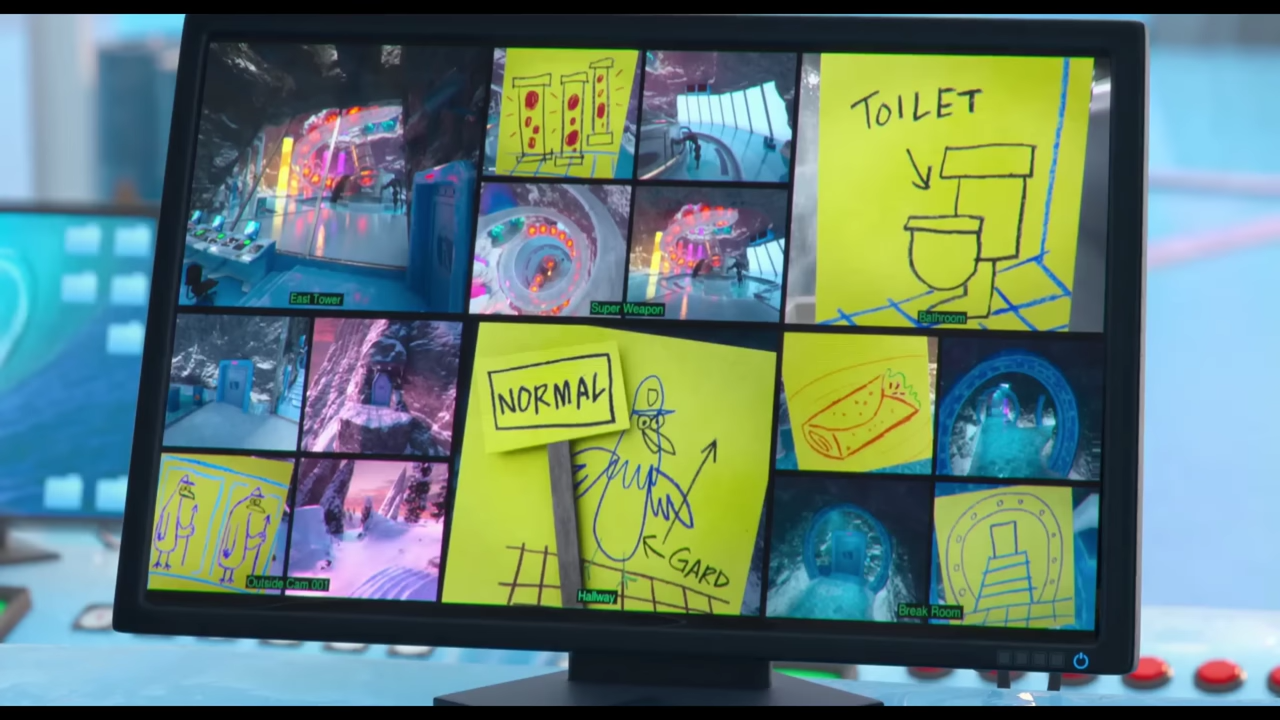 TOILET
East Tower
Super Weapon
Bathroom
NORMAL
GARD
Outside Cam 001
Hallway
Break Room